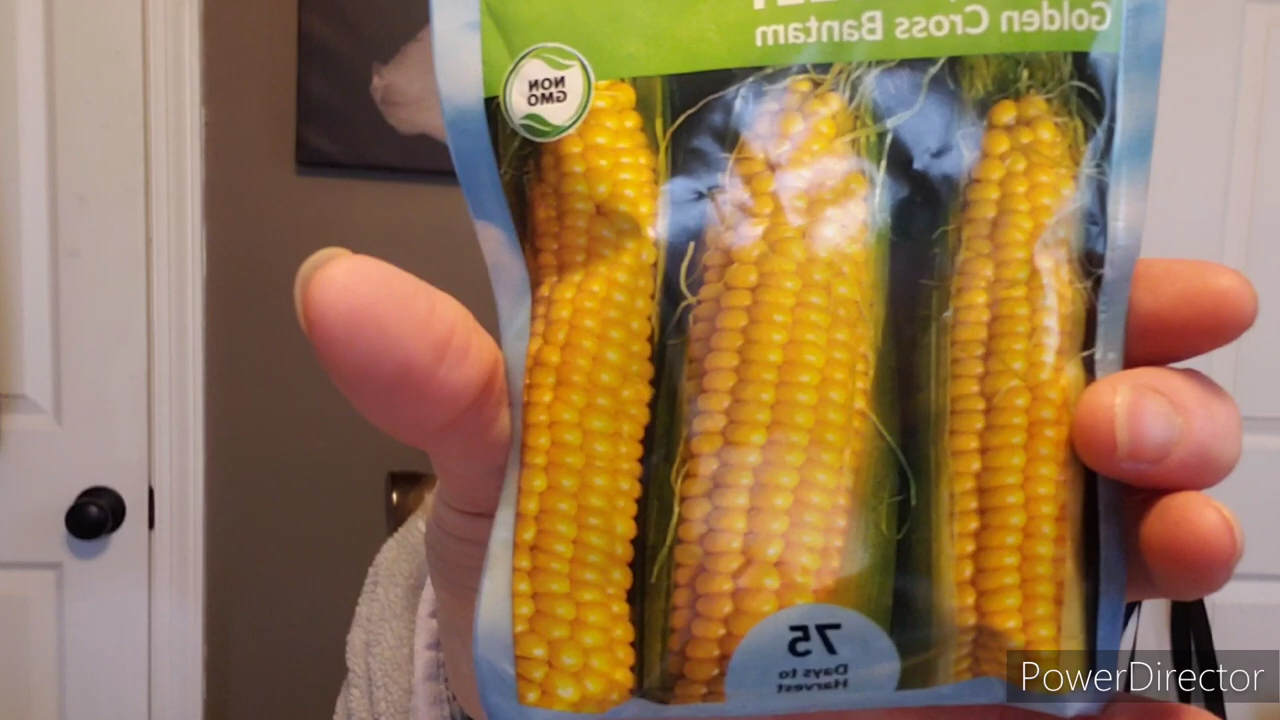 Golden Cross Bantam
NON
GMO
75
Days to
Harvest
PowerDirector